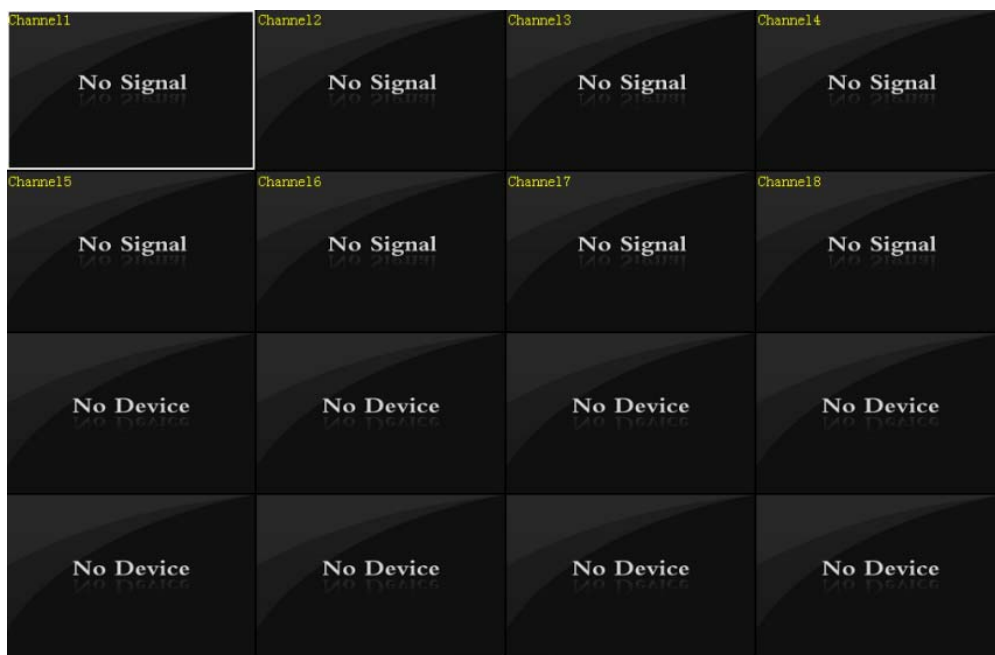 Channel1 Channel2 Channel3 Channel4
No Signal No Signal No Signal No Signal
Channel5 Channel6 Channel7 Channel8
No Signal No Signal No Signal No Signal
No Device No Device No Device No Device
No Device No Device No Device No Device